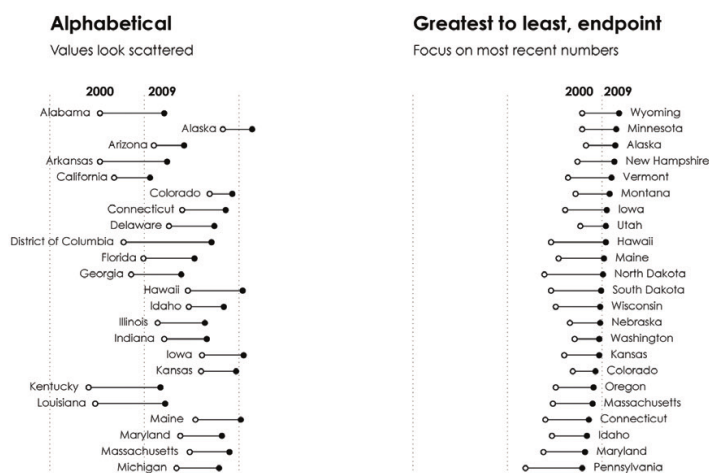 Alphabetical
Values look scattered
2000 2009
Alabama
Alaska
Arizona
Arkansas
California
Colorado
Connecticut
Delaware
District of Columbia
Florida
Georgia
Hawaii
Idaho
Illinois
Indiana
Iowa
Kansas
Kentucky
Louisiana
Maine
Maryland
Massachusetts
Michigan
Greatest to least, endpoint
Focus on most recent numbers
2000 2009
Wyoming
Minnesota
Alaska
New Hampshire
Vermont
Montana
Iowa
Utah
Hawaii
Maine
North Dakota
South Dakota
Wisconsin
Nebraska
Washington
Kansas
Colorado
Oregon
Massachusetts
Connecticut
Idaho
Maryland
Pennsylvania